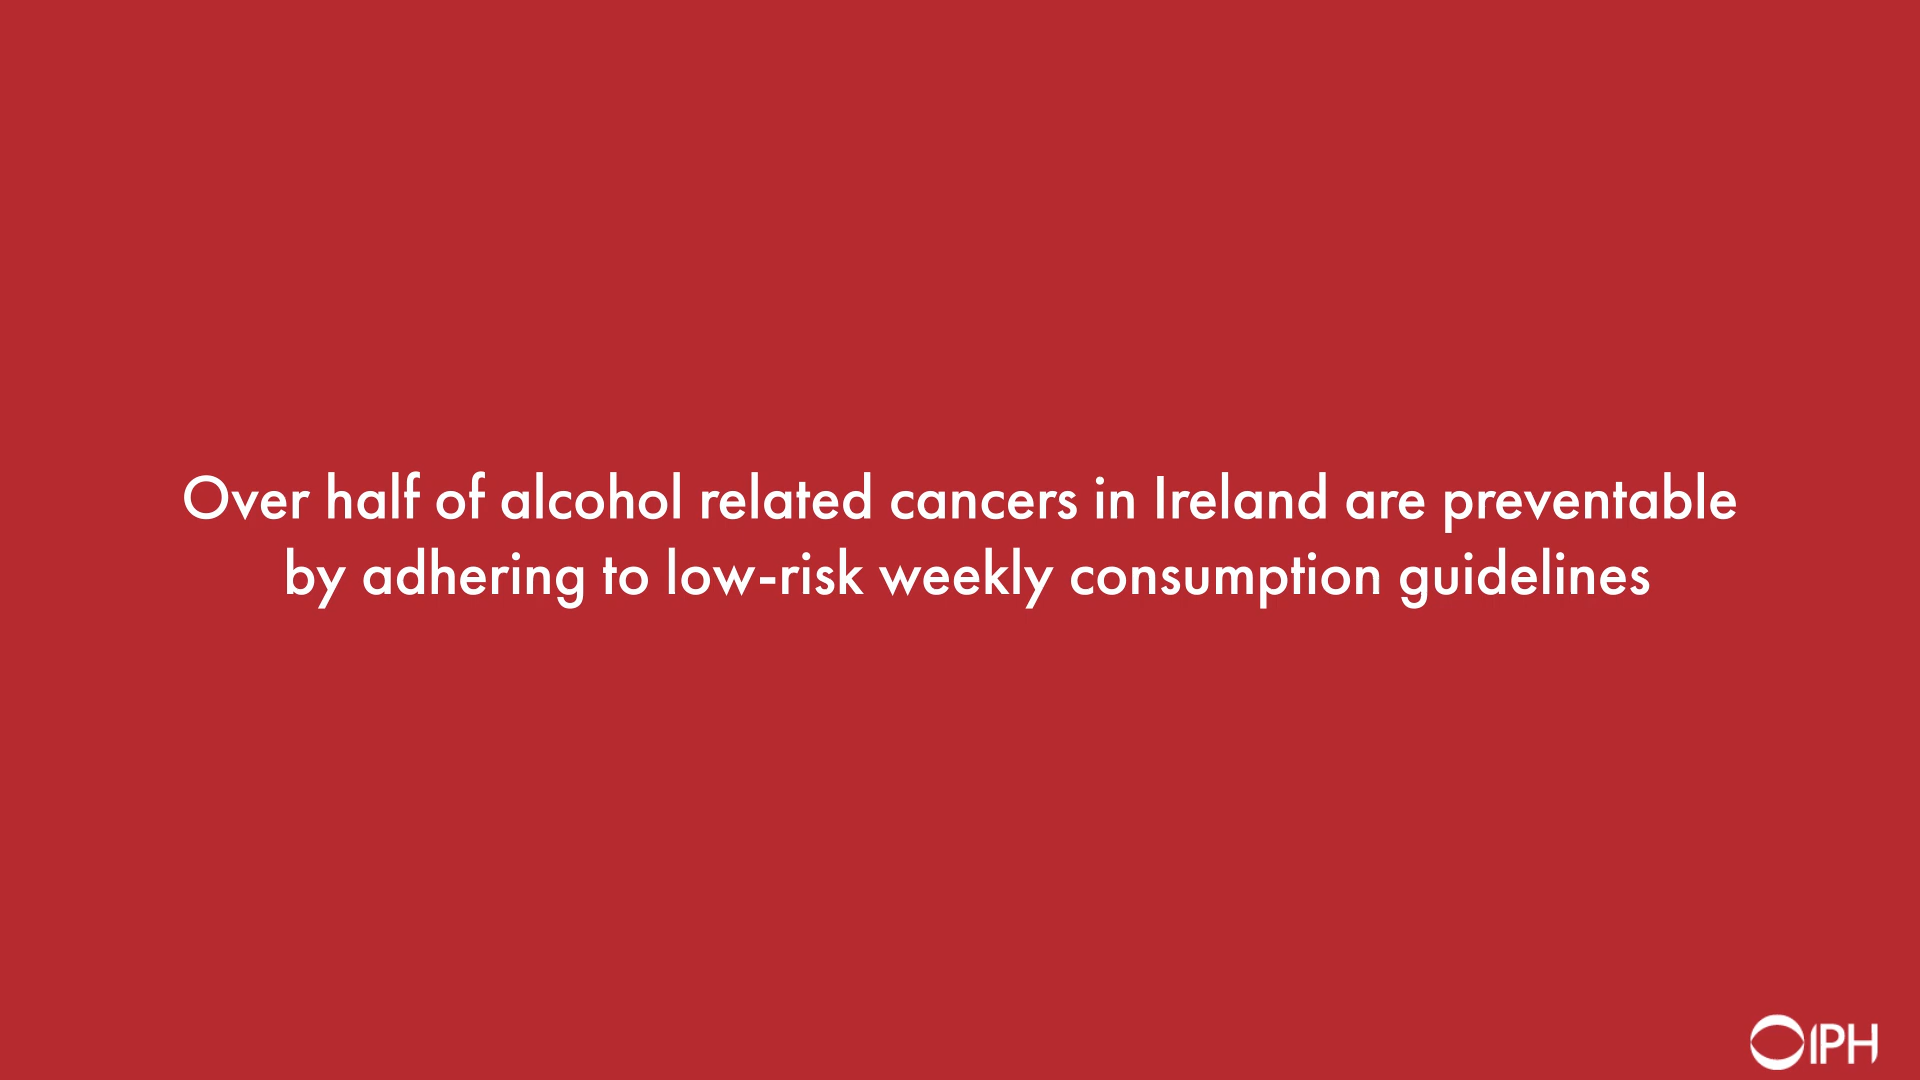 Over half of alcohol related cancers in Ireland are preventable
by adhering to low-risk weekly consumption guidelines
IPH